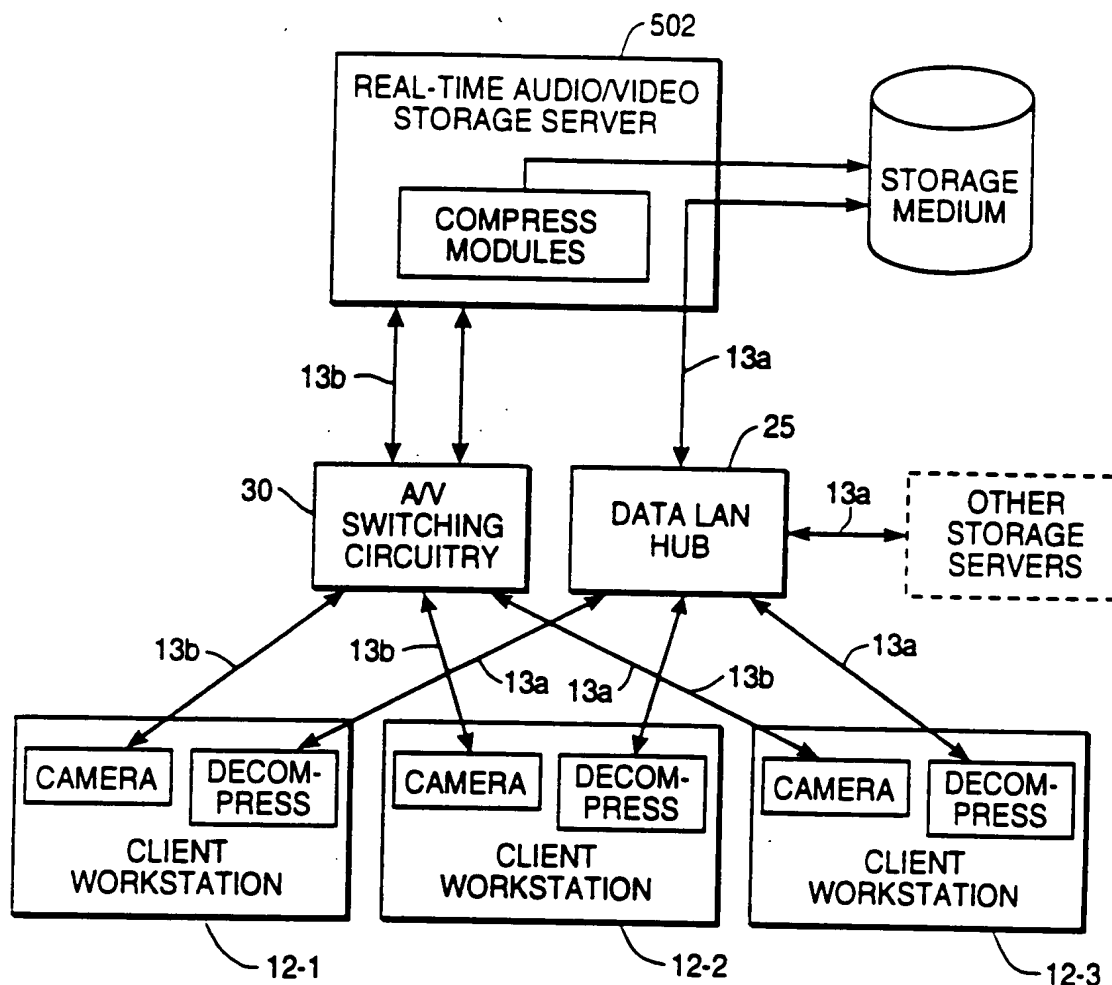 502
REAL-TIME AUDIO/VIDEO
STORAGE SERVER
COMPRESS
MODULES
STORAGE
MEDIUM
13b
13a
25
30
A/V
SWITCHING
CIRCUITRY
DATA LAN
HUB
13a
OTHER
STORAGE
SERVERS
13b
13b
13a
13a
13b
13a
CAMERA
DECOM-
PRESS
CLIENT
WORKSTATION
CAMERA
DECOM-
PRESS
CLIENT
WORKSTATION
CAMERA
DECOM-
PRESS
CLIENT
WORKSTATION
12-1
12-2
12-3